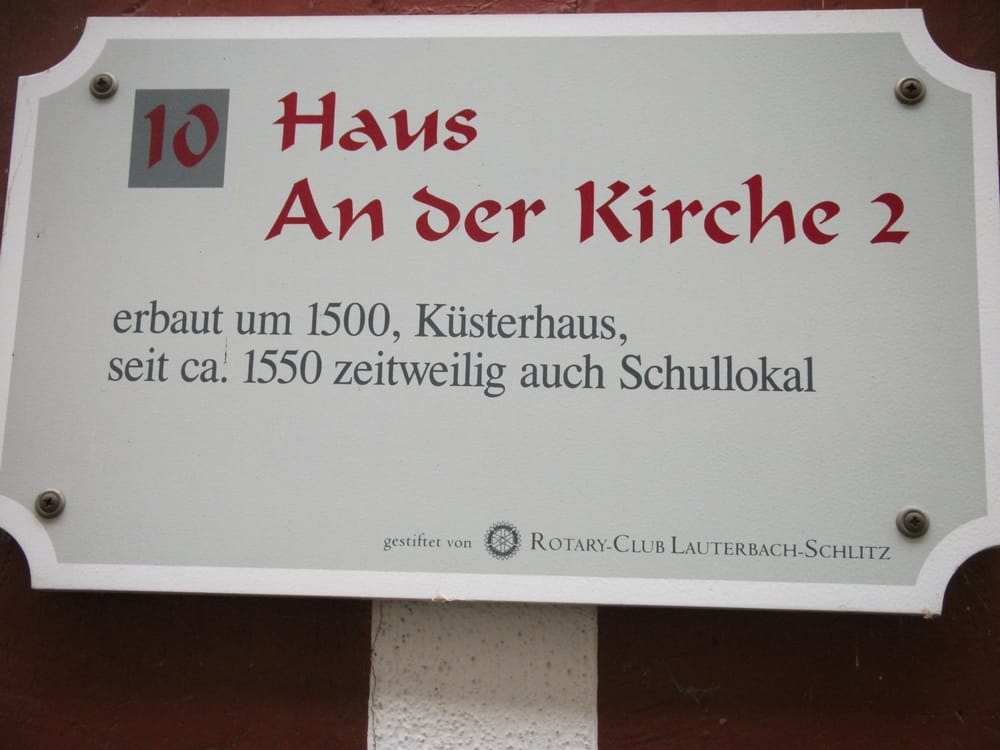 10 Haus
An der Kirche 2
erbaut um 1500, Küsterhaus,
seit ca. 1550 zeitweilig auch Schullokal
gestiftet von ROTARY-CLUB LAUTERBACH-SCHLITZ